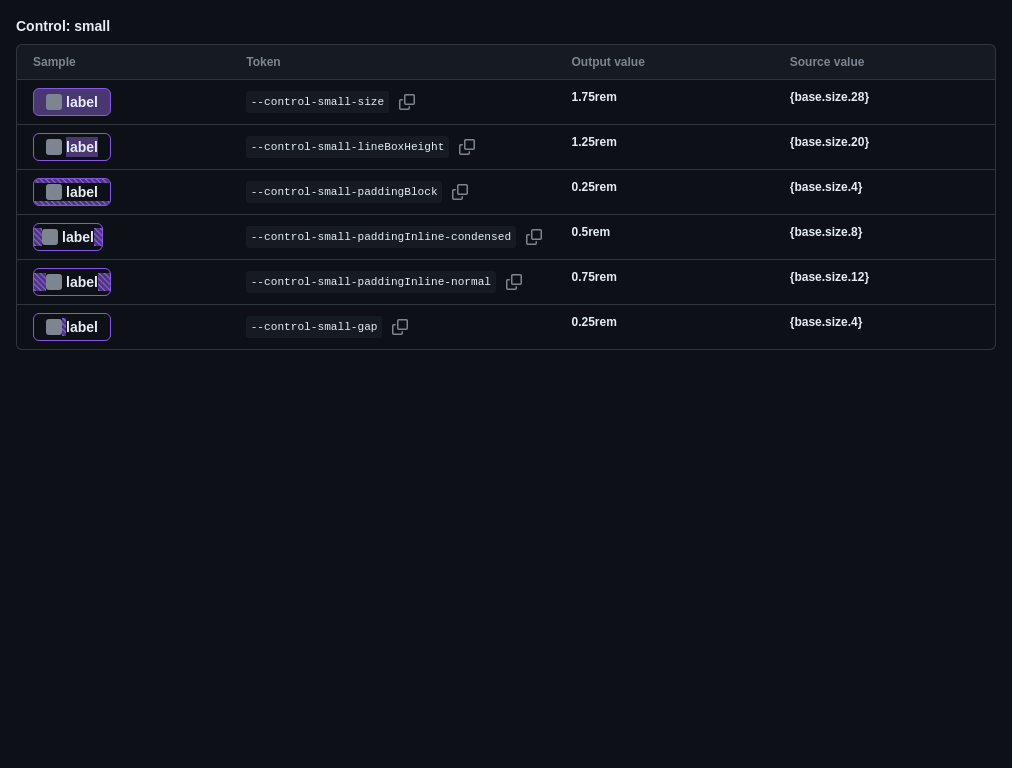 Control: small
Sample Token Output value Source value
label --control-small-size 1.75rem {base.size.28}
label --control-small-lineBoxHeight 1.25rem {base.size.20}
label --control-small-paddingBlock 0.25rem {base.size.4}
label --control-small-paddingInline-condensed 0.5rem {base.size.8}
label --control-small-paddingInline-normal 0.75rem {base.size.12}
label --control-small-gap 0.25rem {base.size.4}